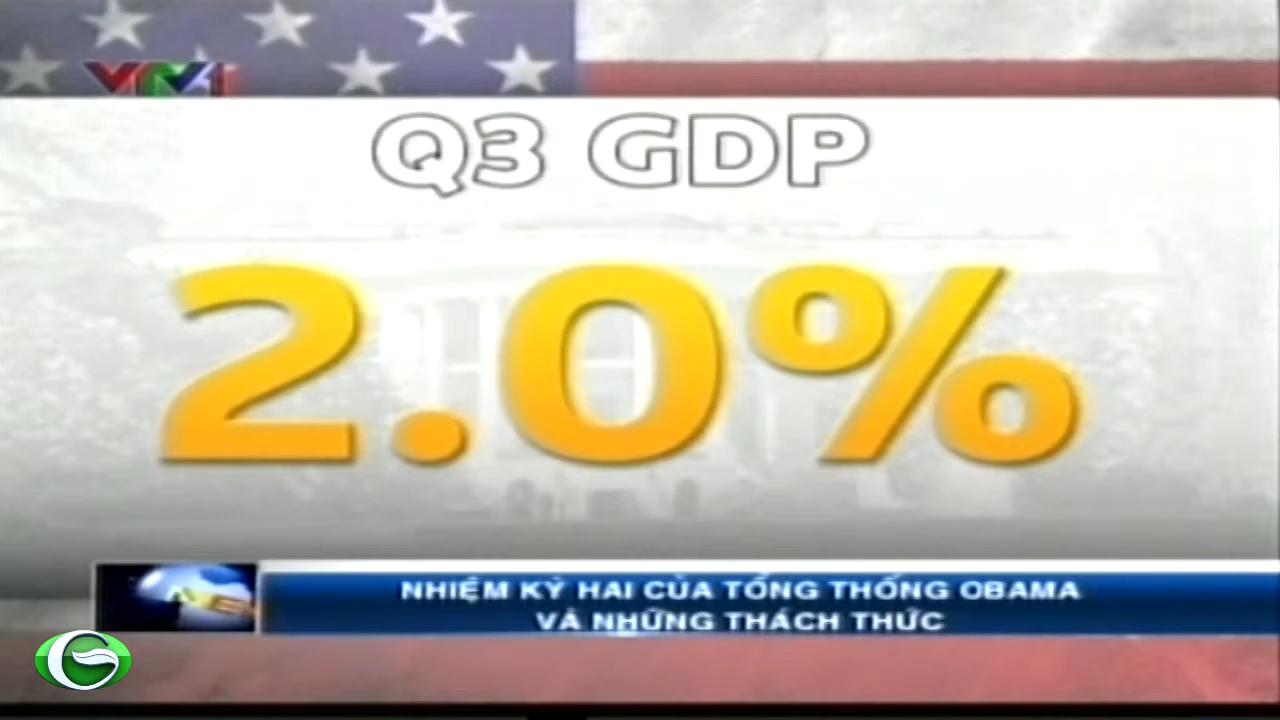 VTV1
Q3 GDP
2.0%
NHIỆM KỲ HAI CỦA TỔNG THỐNG OBAMA
VÀ NHỮNG THÁCH THỨC